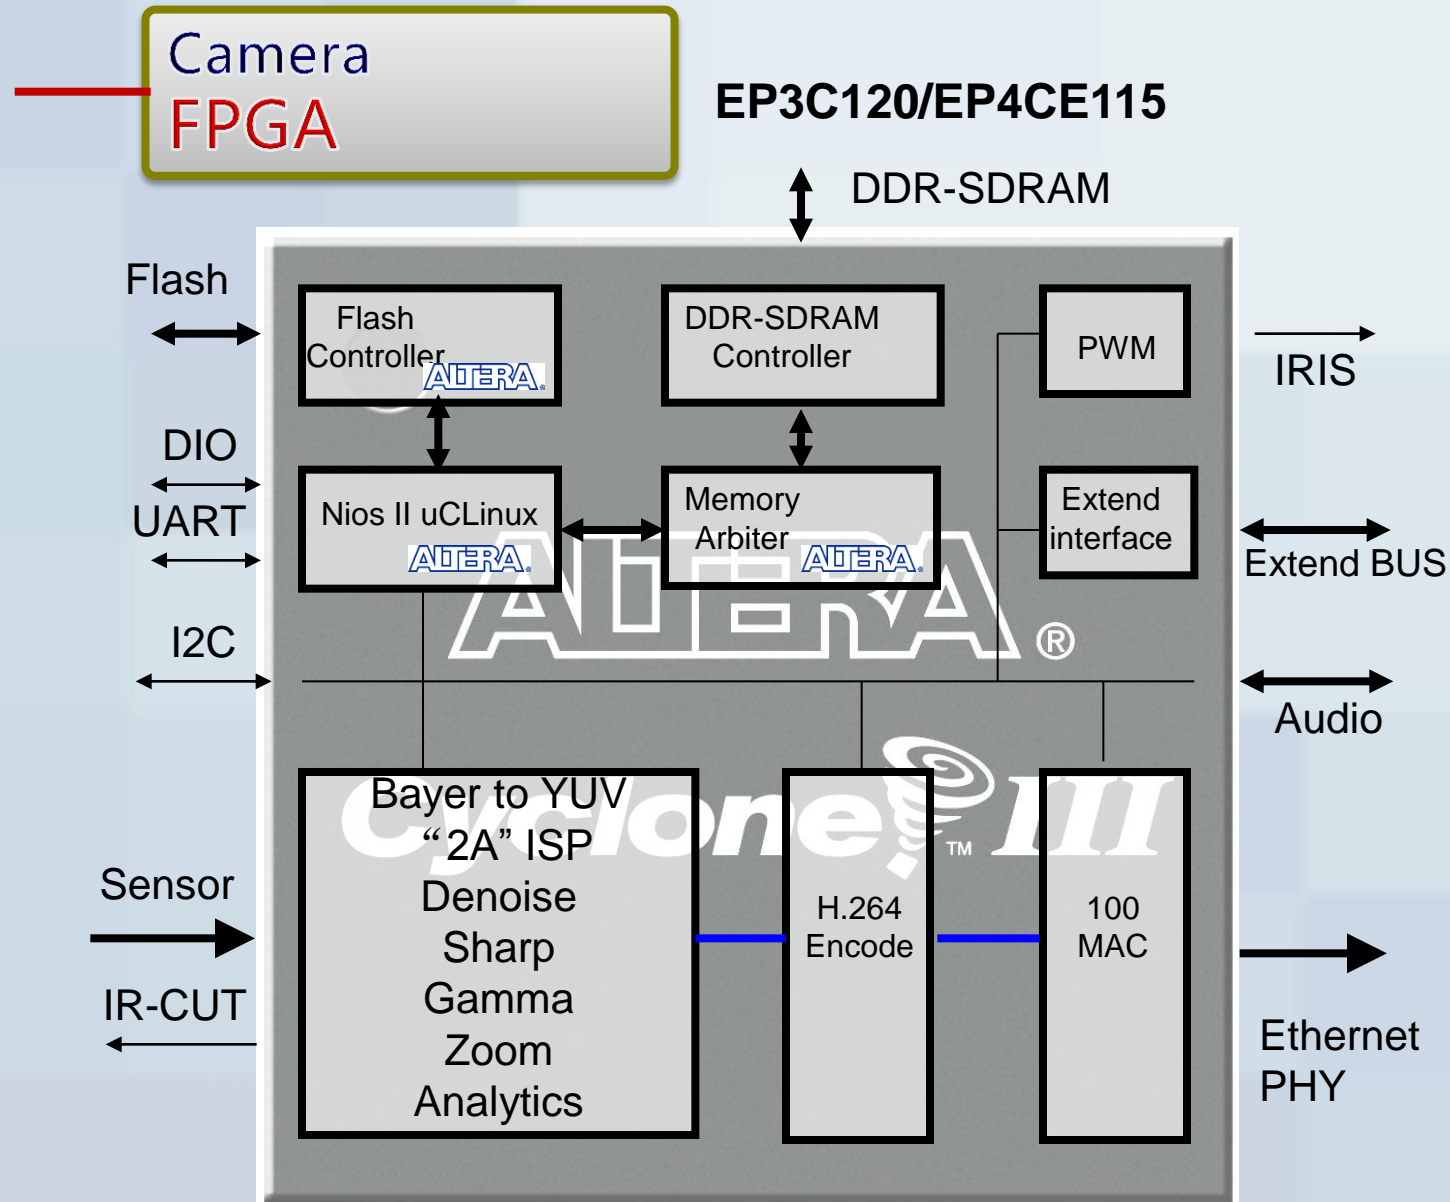 Camera
FPGA
EP3C120/EP4CE115
DDR-SDRAM
Flash
Flash
Controller
ALTERA®
DDR-SDRAM
Controller
PWM
IRIS
DIO
UART
Nios II uCLinux
ALTERA®
Memory
Arbiter
ALTERA®
Extend
interface
Extend BUS
ALTERA®
I2C
Audio
Cyclone™ III
Bayer to YUV
“2A” ISP
Denoise
Sharp
Gamma
Zoom
Analytics
H.264
Encode
100
MAC
Sensor
IR-CUT
Ethernet
PHY